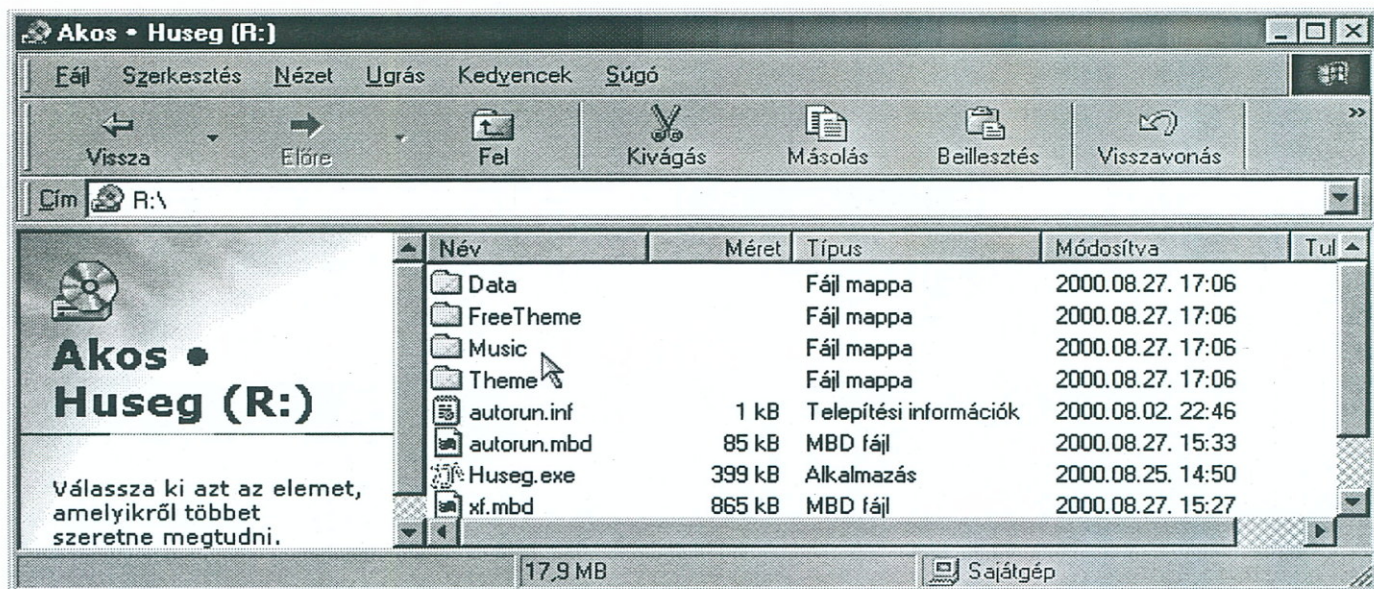 Akos • Huseg (R:)
Fájl Szerkesztés Nézet Ugrás Kedvencek Súgó
Vissza Előre Fel Kivágás Másolás Beillesztés Visszavonás »
Cím R:\
Név Méret Típus Módosítva Tul
Data Fájl mappa 2000.08.27. 17:06
FreeTheme Fájl mappa 2000.08.27. 17:06
Music Fájl mappa 2000.08.27. 17:06
Theme Fájl mappa 2000.08.27. 17:06
autorun.inf 1 kB Telepítési információk 2000.08.02. 22:46
autorun.mbd 85 kB MBD fájl 2000.08.27. 15:33
Huseg.exe 399 kB Alkalmazás 2000.08.25. 14:50
xf.mbd 865 kB MBD fájl 2000.08.27. 15:27
Akos •
Huseg (R:)
Válassza ki azt az elemet,
amelyikről többet
szeretne megtudni.
17,9 MB Sajátgép